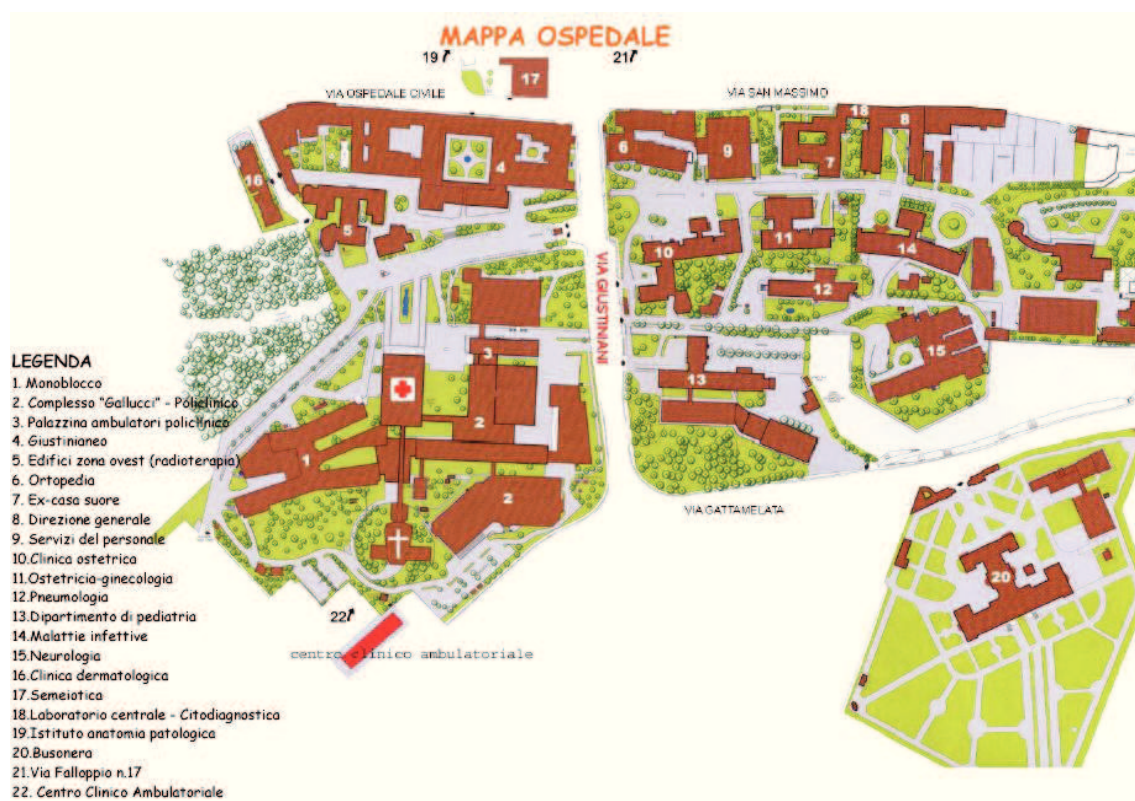 MAPPA OSPEDALE
19
21
17
VIA OSPEDALE CIVILE
VIA SAN MASSIMO
18
8
6
9
7
4
16
5
10
11
14
12
VIA GIUSTINIANI
15
3
13
2
1
2
VIA GATTAMELATA
20
22
centro clinico ambulatoriale
LEGENDA
1. Monoblocco
2. Complesso "Gallucci" - Policlinico
3. Palazzina ambulatori policlinico
4. Giustinianeo
5. Edifici zona ovest (radioterapia)
6. Ortopedia
7. Ex-casa suore
8. Direzione generale
9. Servizi del personale
10.Clinica ostetrica
11.Ostetricia-ginecologia
12.Pneumologia
13.Dipartimento di pediatria
14.Malattie infettive
15.Neurologia
16.Clinica dermatologica
17.Semeiotica
18.Laboratorio centrale - Citodiagnostica
19.Istituto anatomia patologica
20.Busonera
21.Via Falloppio n.17
22. Centro Clinico Ambulatoriale